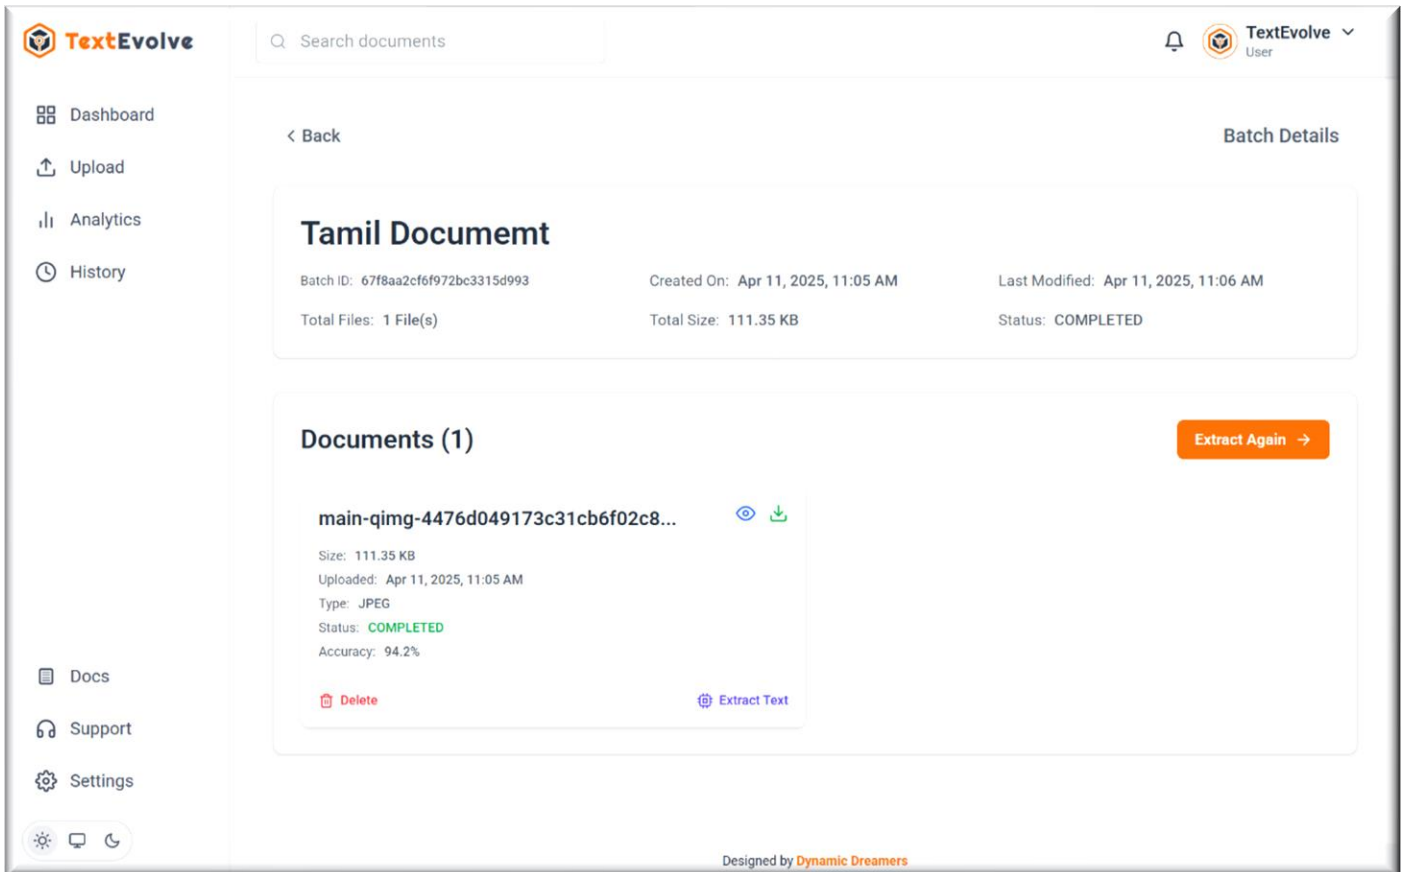 TextEvolve
Search documents
TextEvolve
User
Dashboard
Upload
Analytics
History
Back
Batch Details
Tamil Documemt
Batch ID: 67f8aa2cf6f972bc3315d993
Created On: Apr 11, 2025, 11:05 AM
Last Modified: Apr 11, 2025, 11:06 AM
Total Files: 1 File(s)
Total Size: 111.35 KB
Status: COMPLETED
Documents (1)
Extract Again
main-qimg-4476d049173c31cb6f02c8...
Size: 111.35 KB
Uploaded: Apr 11, 2025, 11:05 AM
Type: JPEG
Status: COMPLETED
Accuracy: 94.2%
Delete
Extract Text
Docs
Support
Settings
Designed by Dynamic Dreamers